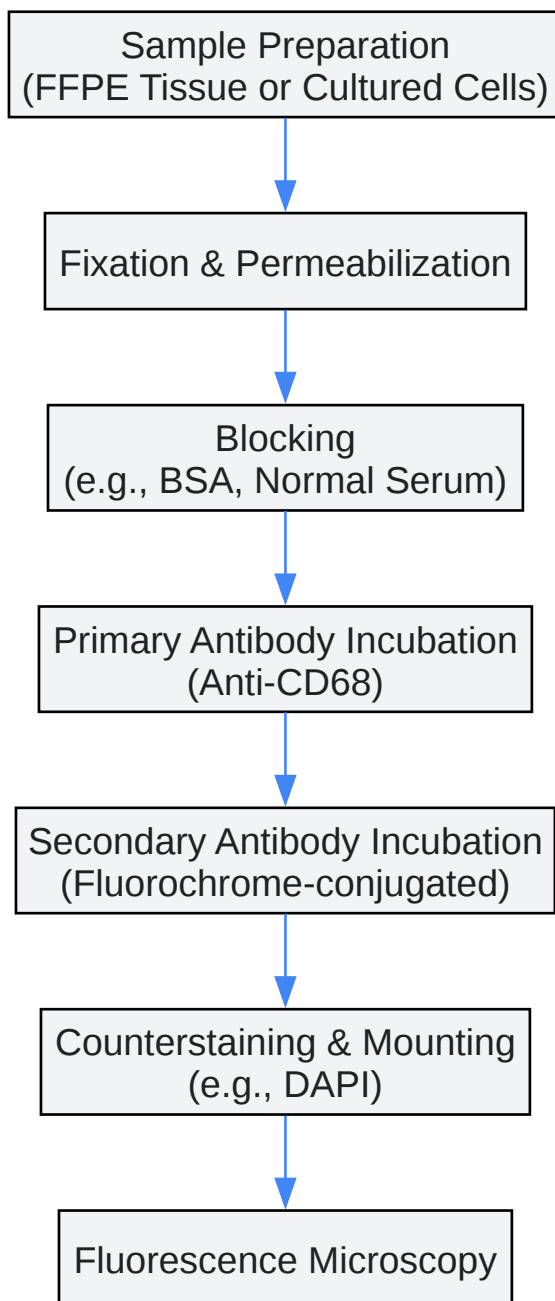 Sample Preparation
(FFPE Tissue or Cultured Cells)
Fixation & Permeabilization
Blocking
(e.g., BSA, Normal Serum)
Primary Antibody Incubation
(Anti-CD68)
Secondary Antibody Incubation
(Fluorochrome-conjugated)
Counterstaining & Mounting
(e.g., DAPI)
Fluorescence Microscopy